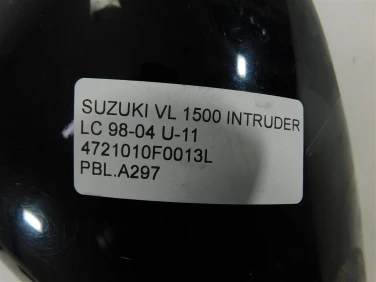 SUZUKI VL 1500 INTRUDER
LC 98-04 U-11
4721010F0013L
PBL.A297